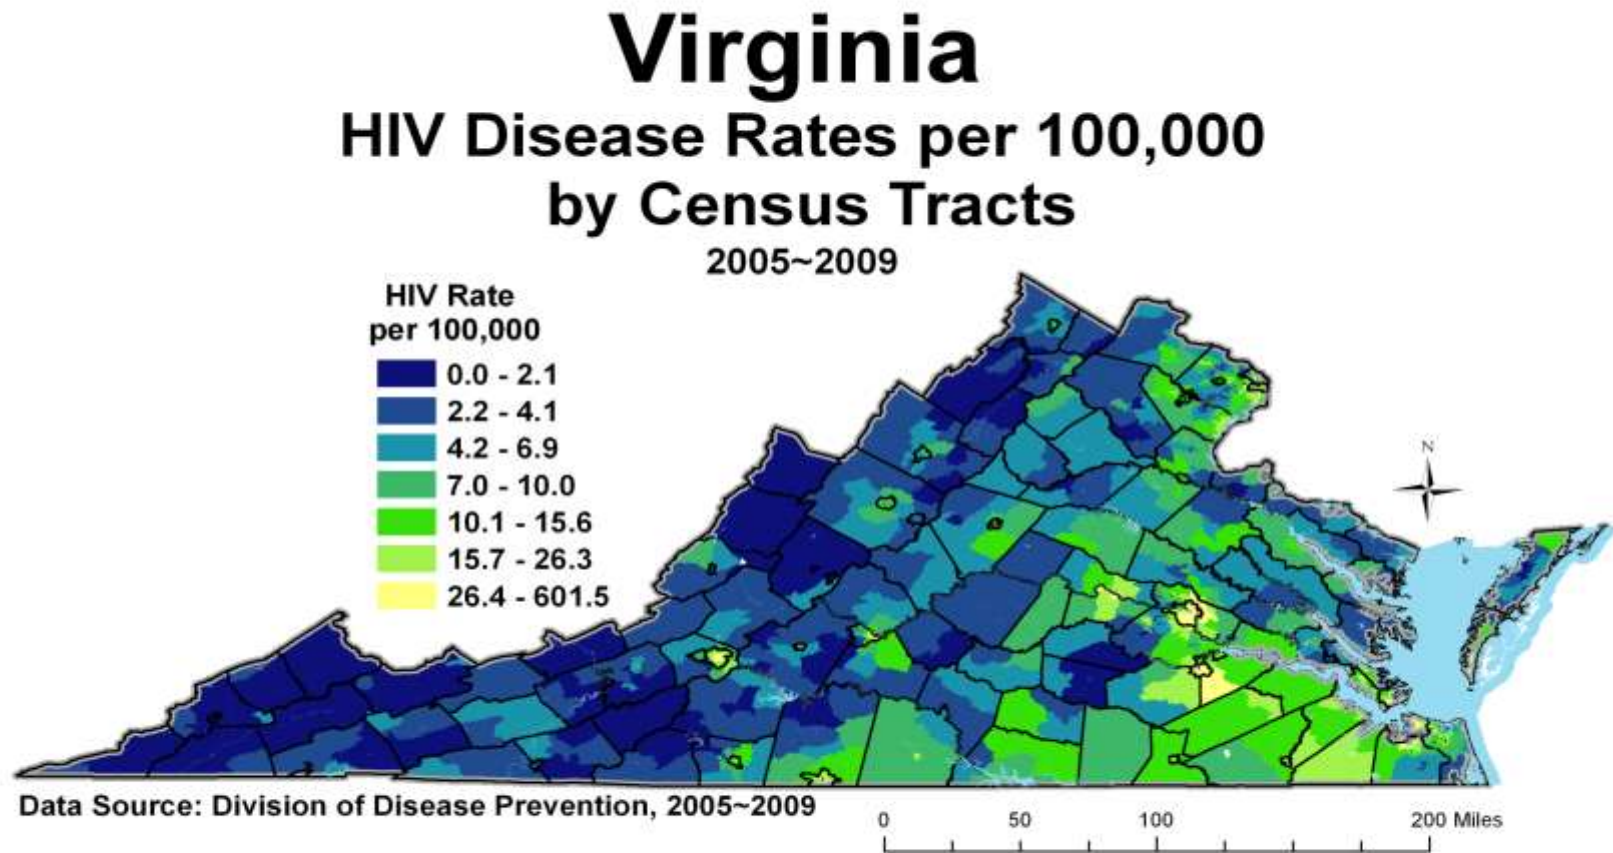 Virginia
HIV Disease Rates per 100,000
by Census Tracts
2005~2009
HIV Rate
per 100,000
0.0 - 2.1
2.2 - 4.1
4.2 - 6.9
7.0 - 10.0
10.1 - 15.6
15.7 - 26.3
26.4 - 601.5
N
Data Source: Division of Disease Prevention, 2005~2009
0 50 100 200 Miles